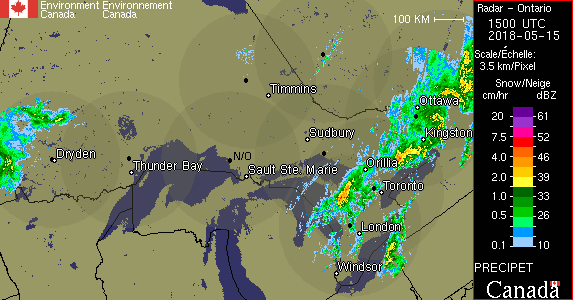 Environment Environnement
Canada Canada
100 KM
Timmins
Ottawa
Sudbury
Kingston
Dryden
N/O
Thunder Bay
Sault Ste. Marie
Orillia
Toronto
London
Windsor
Radar - Ontario
1500 UTC
2018-05-15
Scale/Échelle:
3.5 km/Pixel
Snow/Neige
cm/hr dBZ
20 61
7.5 52
4.0 46
2.0 39
1.0 33
0.5 26
0.1 10
PRECIPET
Canada